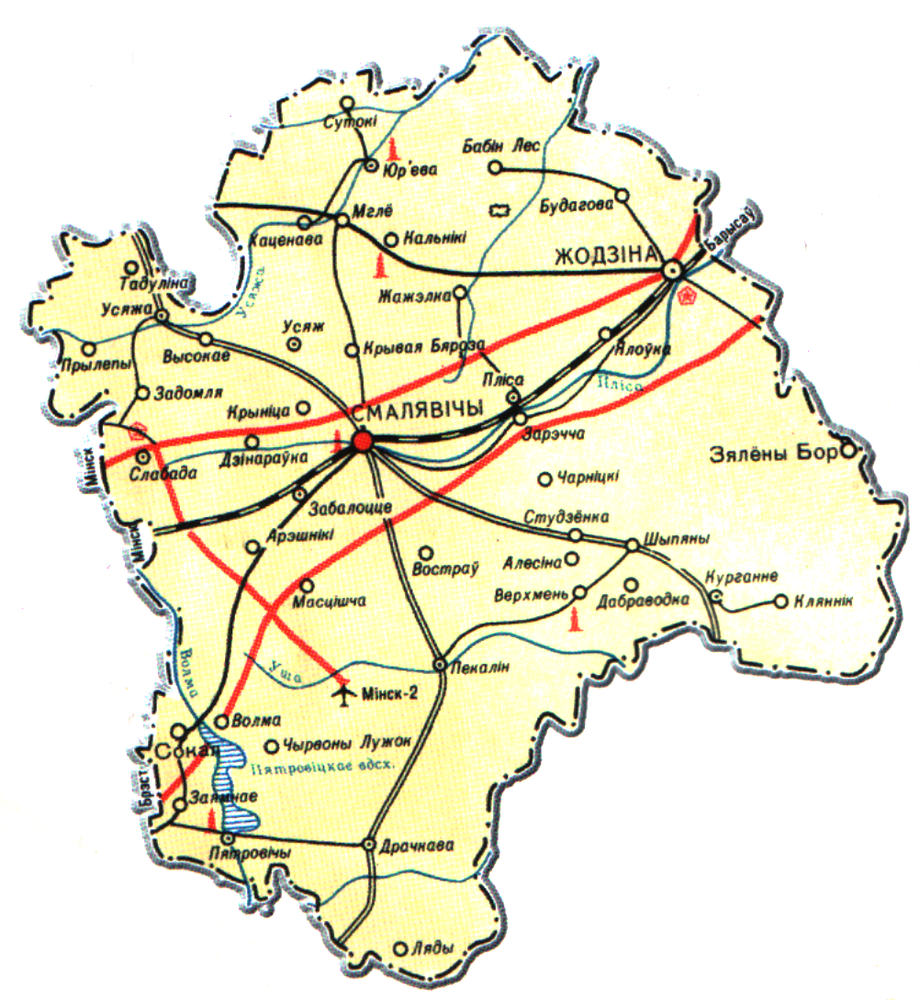 Сутокі
Юр'ева
Бабін Лес
Будагова
Мглё
Каценава
Кальнікі
Барысаў
ЖОДЗІНА
Тадуліна
Усяжа
Усяжа
Жажэлка
Усяж
Высокае
Крывая Бяроза
Ялоўка
Прылепы
Задомля
Пліса
Пліса
Крыніца
СМАЛЯВІЧЫ
Зарэчча
Мінск
Слабада
Дзінараўка
Зялёны Бор
Чарніцкі
Забалоцце
Мінск
Арэшнікі
Студзёнка
Шыпяны
Востраў
Алесіна
Курганне
Масцішча
Верхмень
Дабраводка
Кляннік
Волма
Уша
Пекалін
Мінск-2
Волма
Сокал
Чырвоны Лужок
Пятровіцкае вдсх.
Брэст
Заямнае
Пятровічы
Драчкава
Ляды